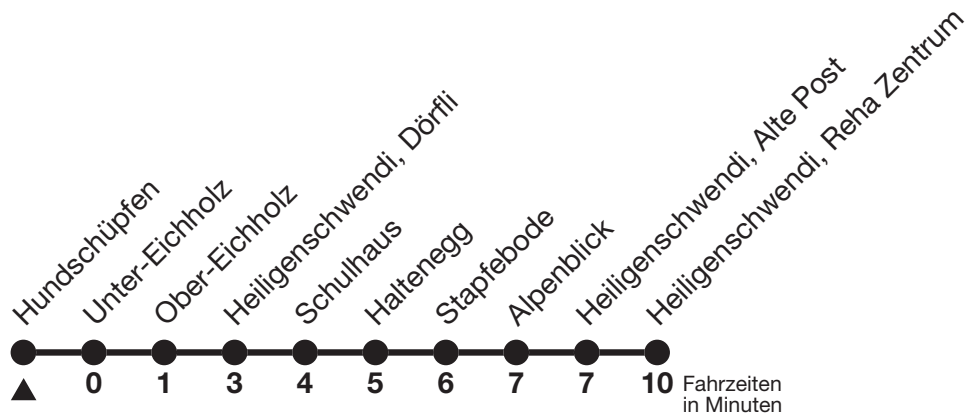 Hundschüpfen
Unter-Eichholz
Ober-Eichholz
Heiligenschwendi, Dörfli
Schulhaus
Haltenegg
Stapfebode
Alpenblick
Heiligenschwendi, Alte Post
Heiligenschwendi, Reha Zentrum
0 1 3 4 5 6 7 7 10 Fahrzeiten
in Minuten